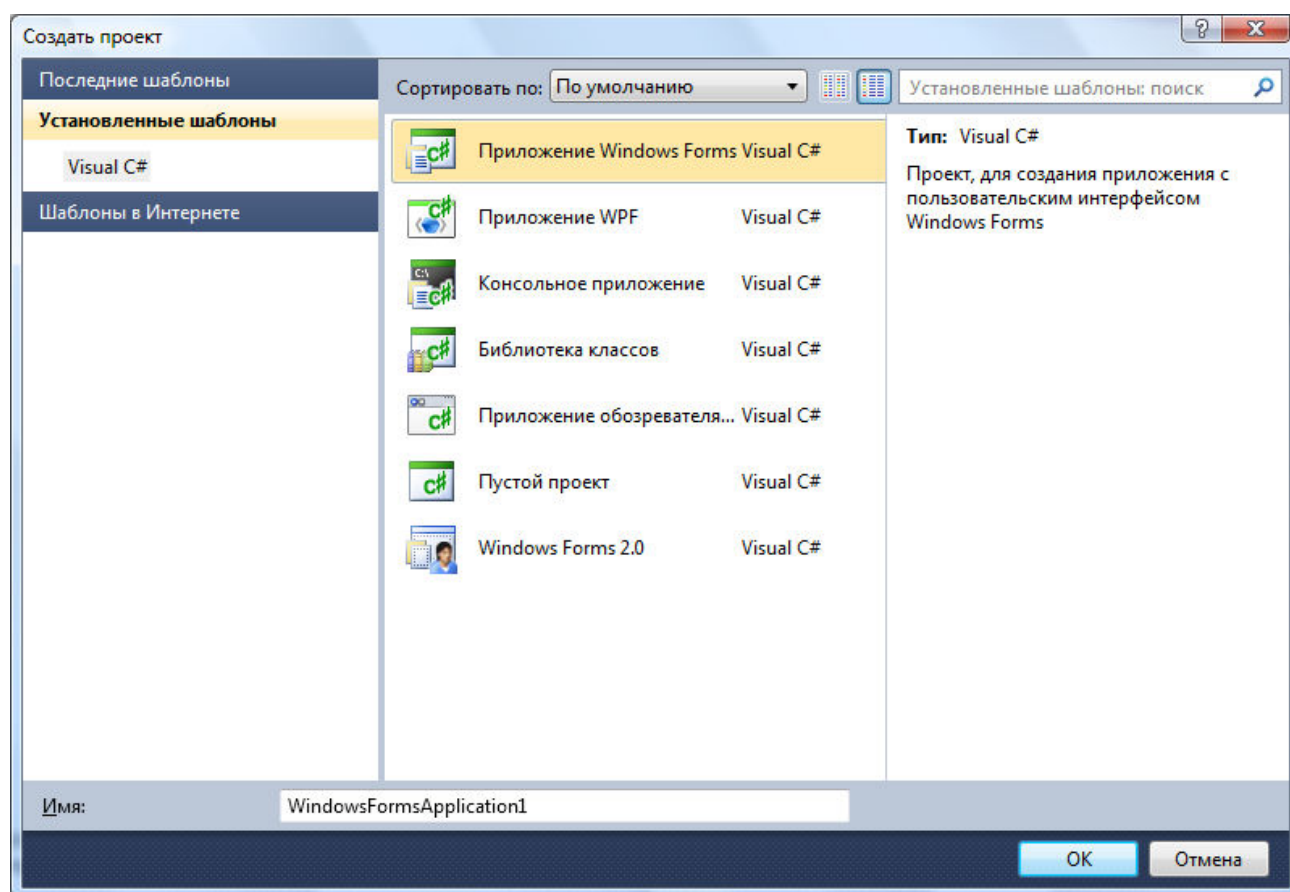 Создать проект
Последние шаблоны
Установленные шаблоны
Visual C#
Шаблоны в Интернете
Сортировать по: По умолчанию
Установленные шаблоны: поиск
Приложение Windows Forms Visual C#
Приложение WPF Visual C#
Консольное приложение Visual C#
Библиотека классов Visual C#
Приложение обозревателя... Visual C#
Пустой проект Visual C#
Windows Forms 2.0 Visual C#
Тип: Visual C#
Проект, для создания приложения с
пользовательским интерфейсом
Windows Forms
Имя: WindowsFormsApplication1
OK Отмена